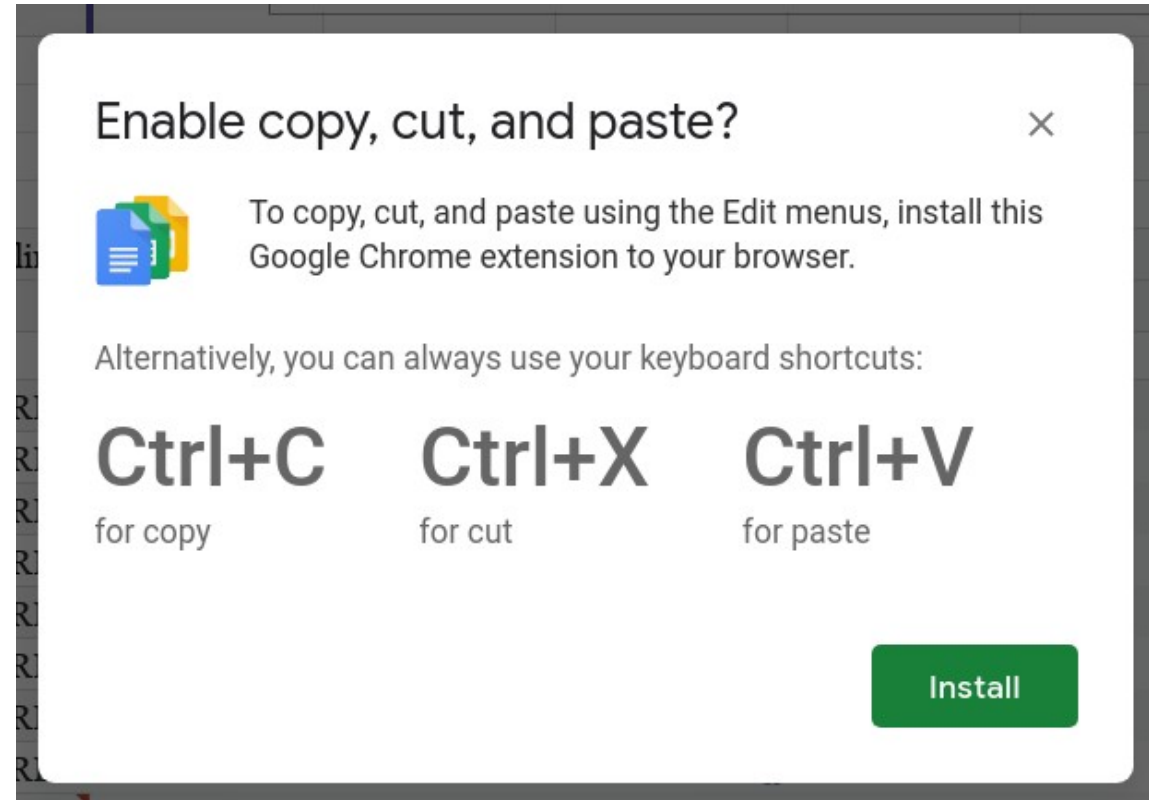 Enable copy, cut, and paste?
To copy, cut, and paste using the Edit menus, install this
Google Chrome extension to your browser.
Alternatively, you can always use your keyboard shortcuts:
Ctrl+C Ctrl+X Ctrl+V
for copy for cut for paste
Install